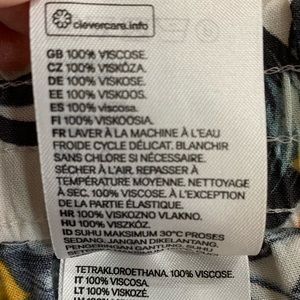 clevercare.info
GB 100% VISCOSE.
CZ 100% VISKÓZA.
DE 100% VISKOSE.
EE 100% VISKOOS.
ES 100% viscosa.
FI 100% VISKOOSIA.
FR LAVER À LA MACHINE À L'EAU
FROIDE CYCLE DÉLICAT. BLANCHIR
SANS CHLORE SI NÉCESSAIRE.
SÉCHER À L'AIR. REPASSER À
TEMPÉRATURE MOYENNE. NETTOYAGE
À SEC. 100% VISCOSE. À L'EXCEPTION
DE LA PARTIE ÉLASTIQUE.
HR 100% VISKOZNO VLAKNO.
HU 100% VISZKÓZ.
ID SUHU MAKSIMUM 30°C PROSES
SEDANG. JANGAN DIKELANTANG.
TETRAKLOROETHANA. 100% VISCOSE.
IT 100% VISCOSA.
LT 100% VISKOZĖ.